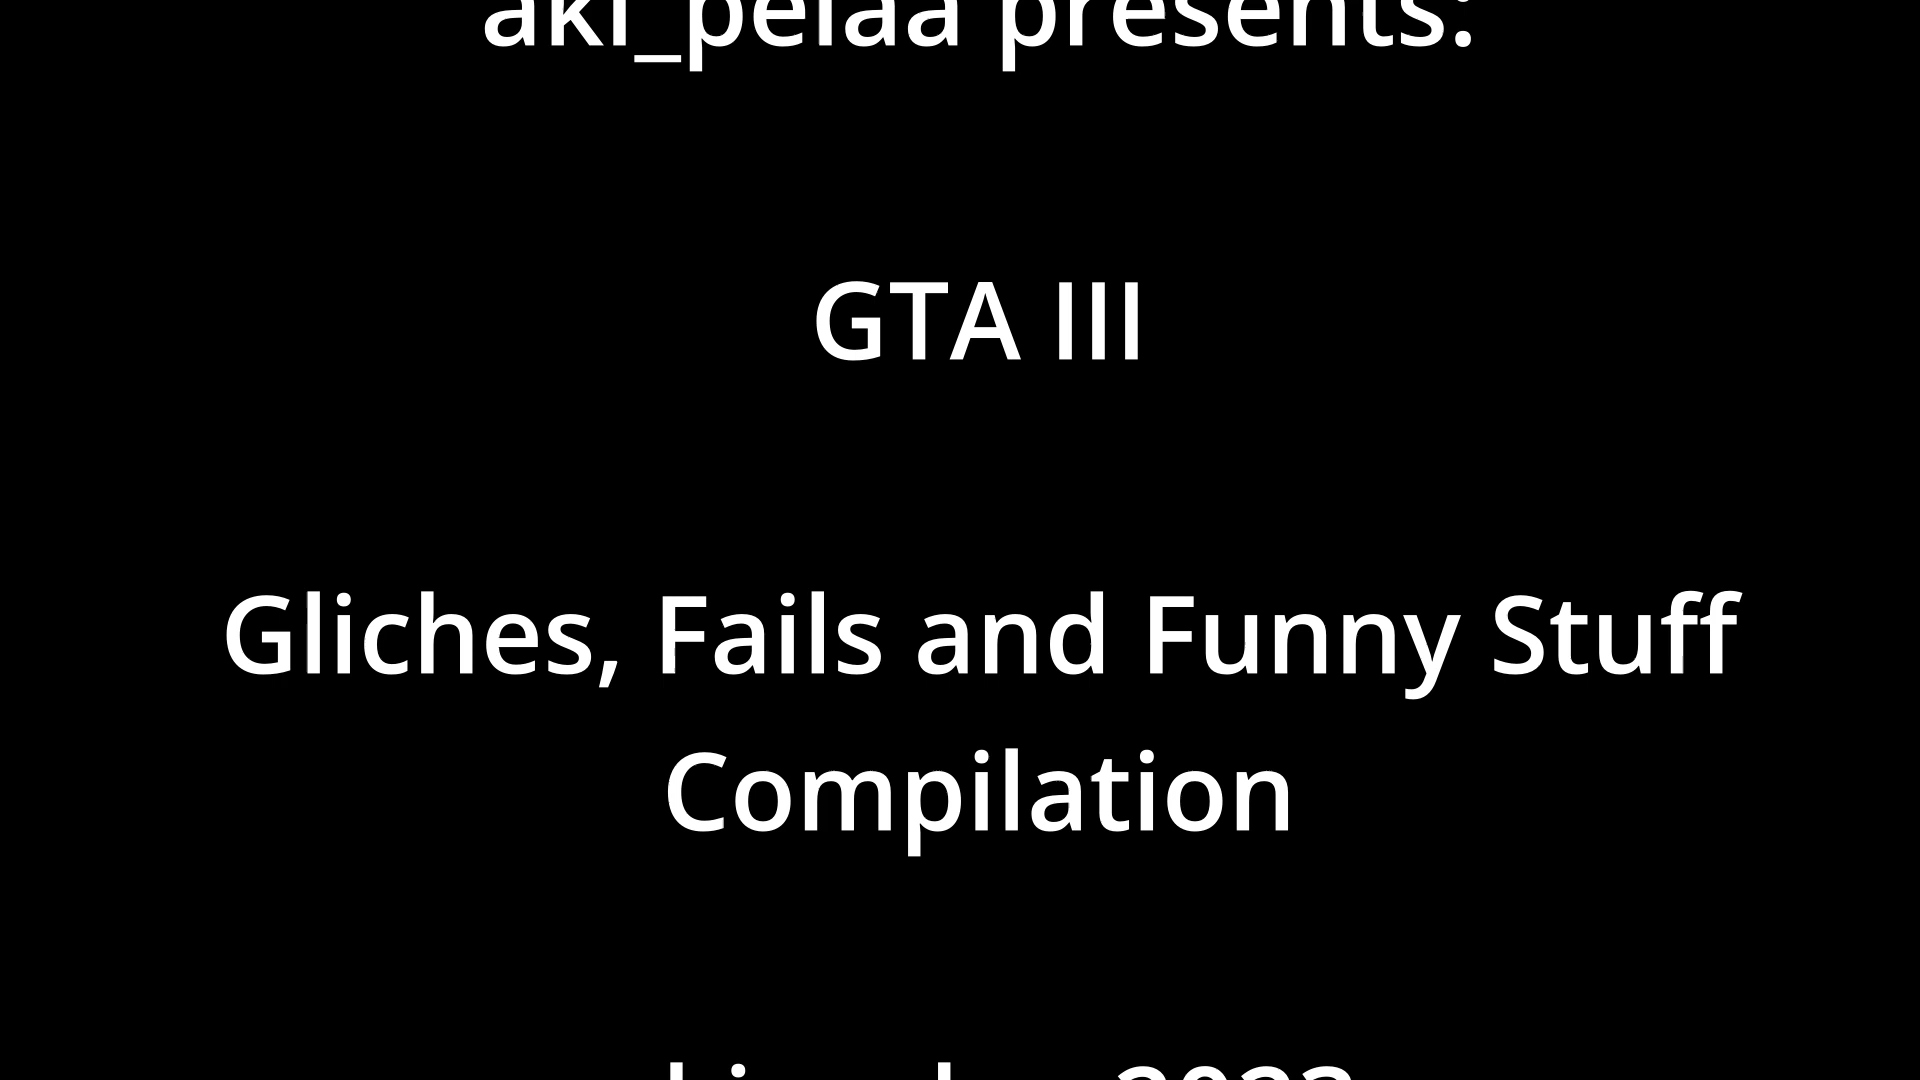 aki_pelaa presents:
GTA III
Gliches, Fails and Funny Stuff
Compilation